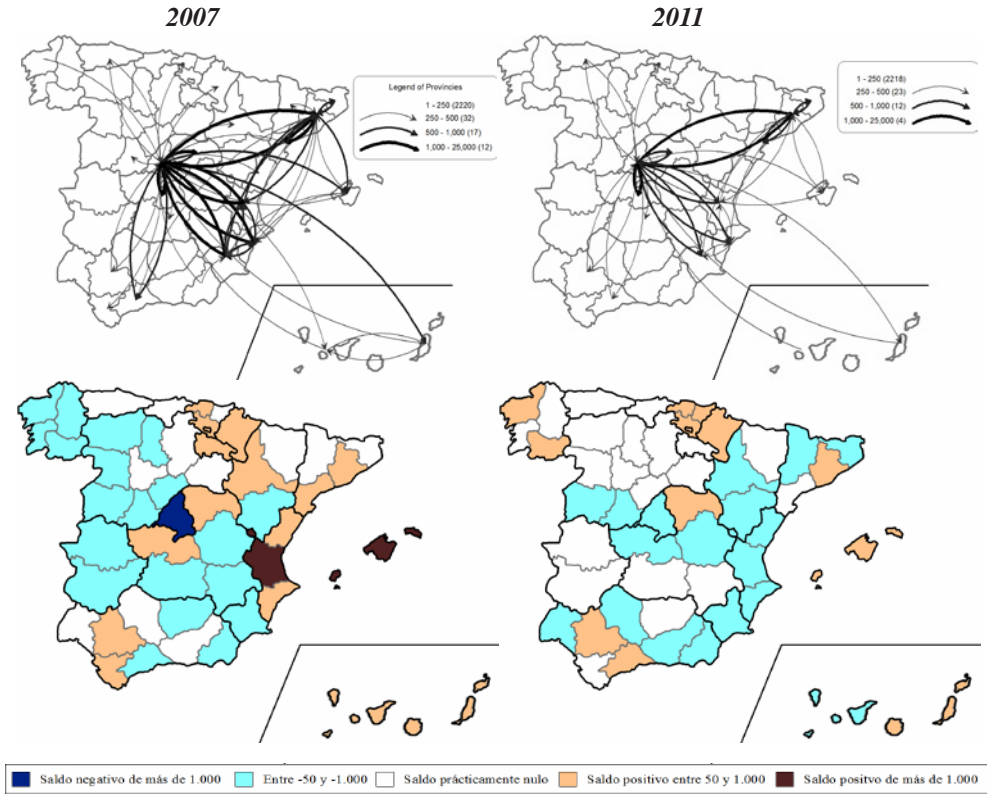 2007
2011
Legend of Provinces
1 - 250 (2220)
250 - 500 (32)
500 - 1,000 (17)
1,000 - 25,000 (12)
1 - 250 (2218)
250 - 500 (23)
500 - 1,000 (12)
1,000 - 25,000 (4)
Saldo negativo de más de 1.000
Entre -50 y -1.000
Saldo prácticamente nulo
Saldo positivo entre 50 y 1.000
Saldo positvo de más de 1.000